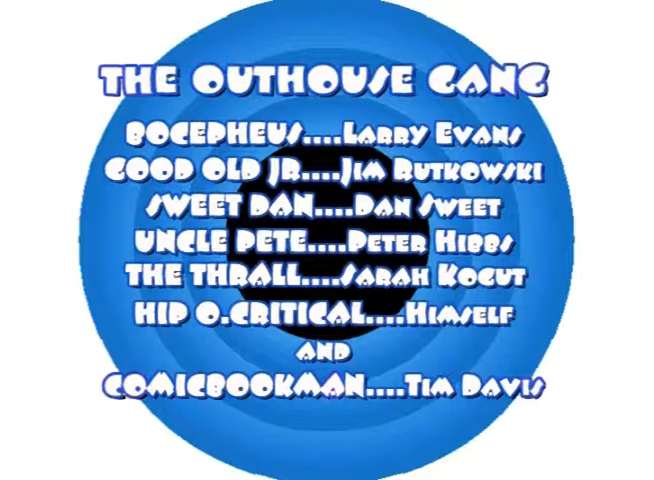 THE OUTHOUSE GANG
BOCEPHEUS....Larry Evans
GOOD OLD JR....Jim Rutkowski
SWEET DAN....Dan Sweet
UNCLE PETE....Peter Hibbs
THE THRALL....Sarah Kogut
HIP O.CRITICAL....Himself
AND
COMICBOOKMAN....Tim Davis